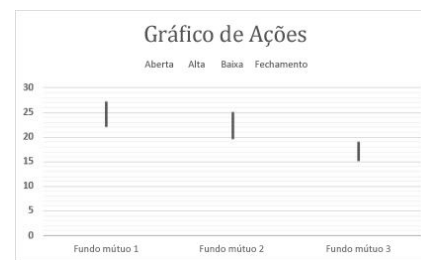 Gráfico de Ações
Aberta Alta Baixa Fechamento
30
25
20
15
10
5
0
Fundo mútuo 1 Fundo mútuo 2 Fundo mútuo 3